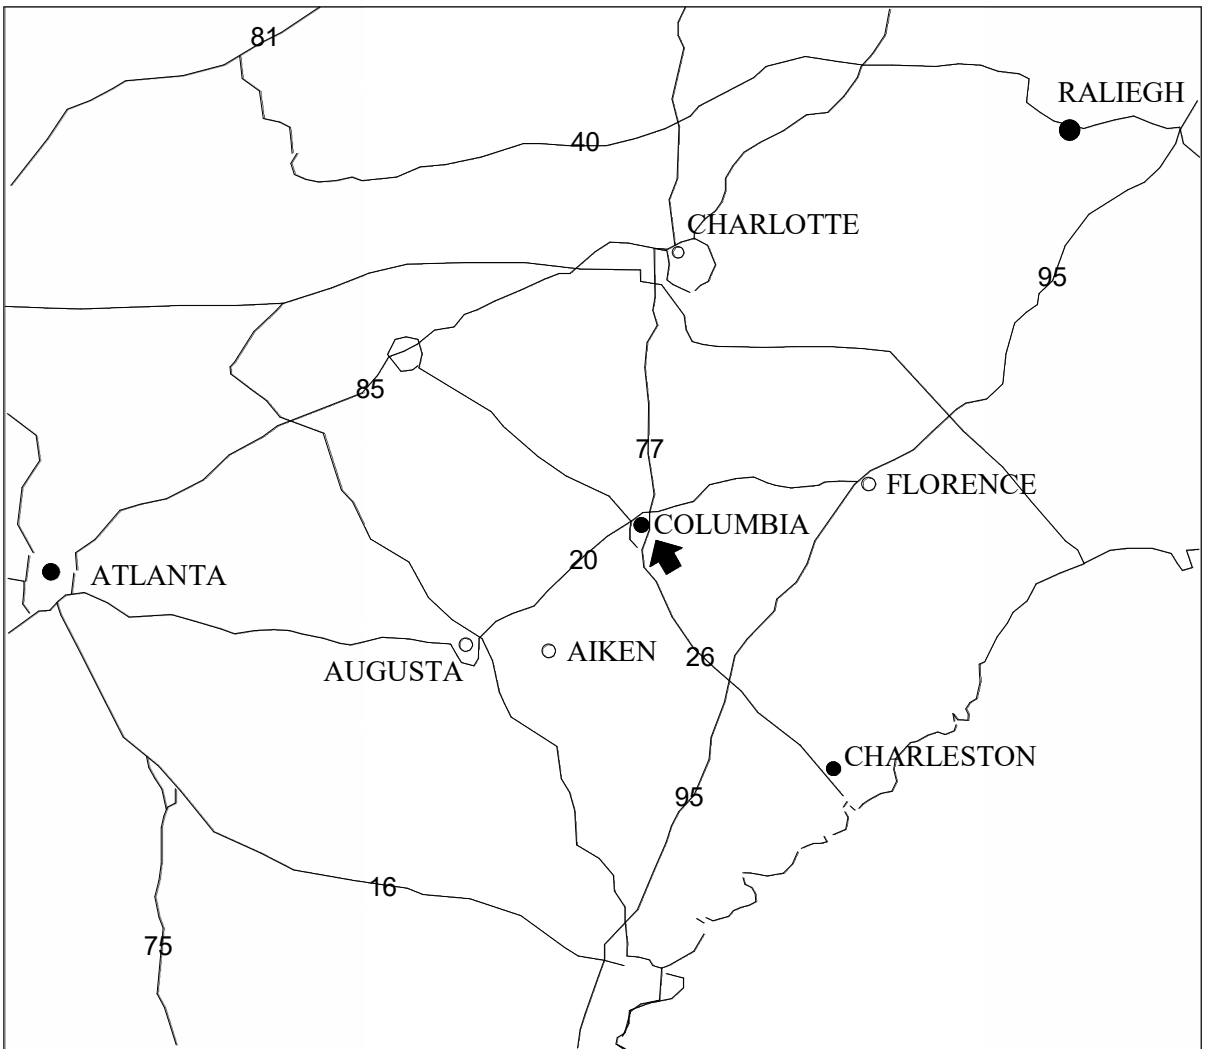 81
RALIEGH
40
CHARLOTTE
95
85
77
FLORENCE
COLUMBIA
20
ATLANTA
AIKEN
26
AUGUSTA
CHARLESTON
95
16
75